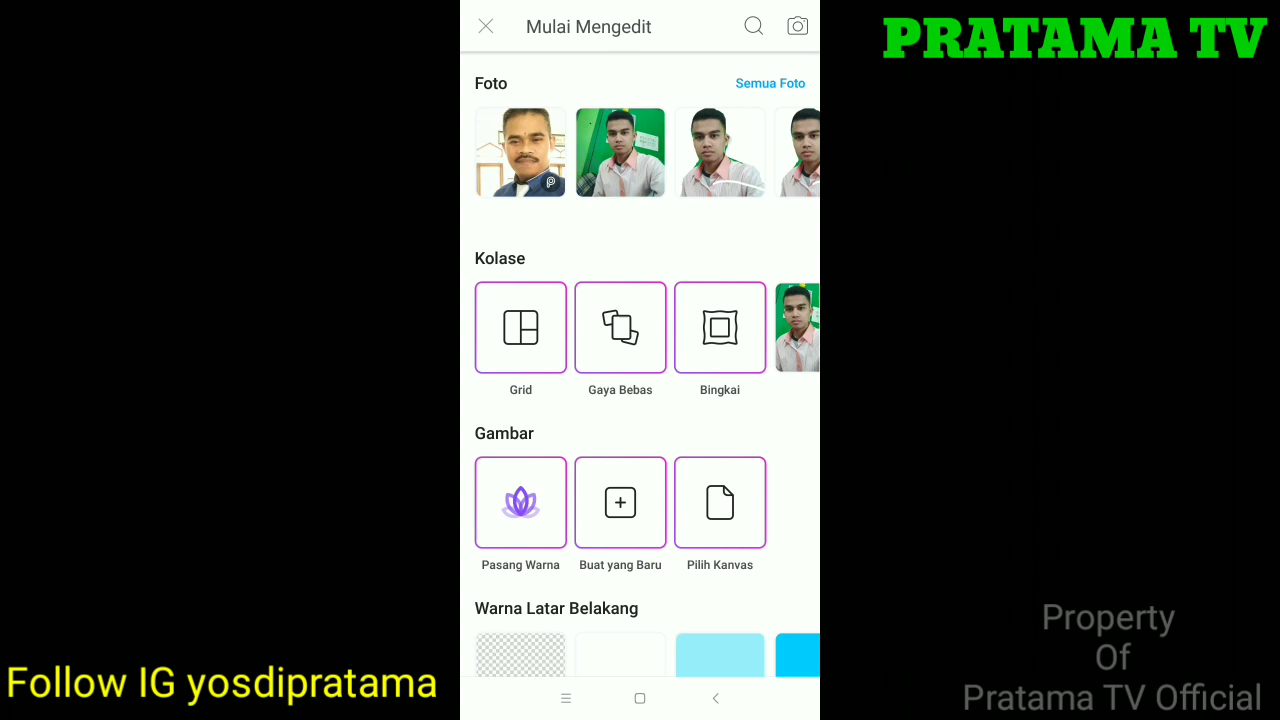 Mulai Mengedit
PRATAMA TV
Foto
Semua Foto
Kolase
Grid
Gaya Bebas
Bingkai
Gambar
Pasang Warna
Buat yang Baru
Pilih Kanvas
Warna Latar Belakang
Follow IG yosdipratama
Property
Of
Pratama TV Official